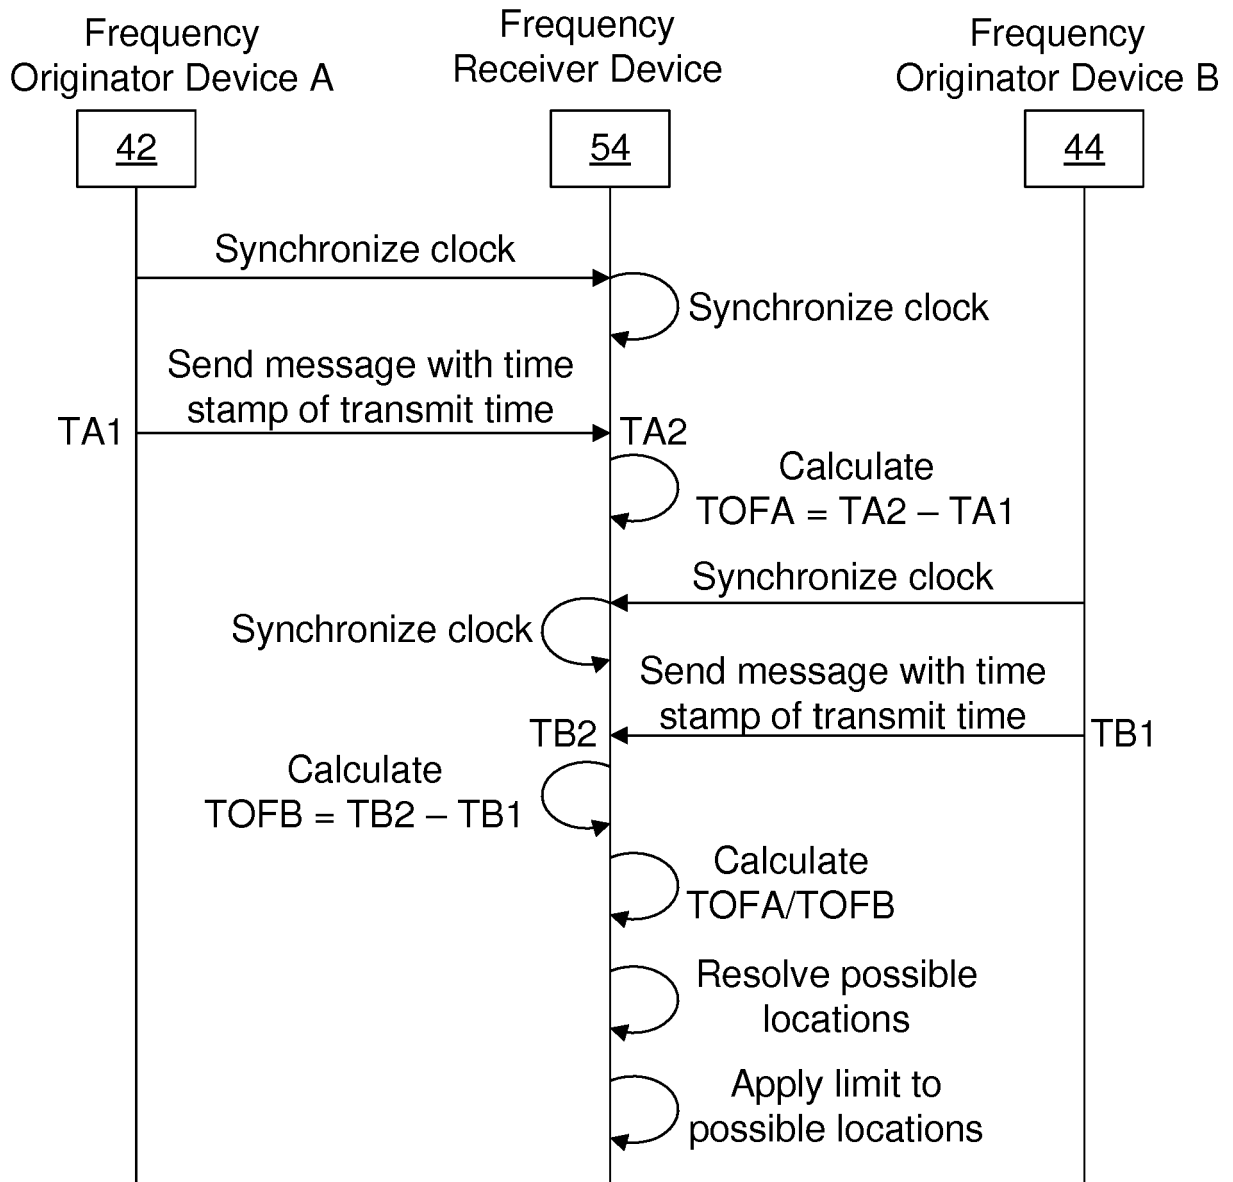 Frequency
Originator Device A
Frequency
Receiver Device
Frequency
Originator Device B
42
54
44
Synchronize clock
Synchronize clock
Send message with time
stamp of transmit time
TA1
TA2
Calculate
TOFA = TA2 – TA1
Synchronize clock
Synchronize clock
Send message with time
stamp of transmit time
TB2
TB1
Calculate
TOFB = TB2 – TB1
Calculate
TOFA/TOFB
Resolve possible
locations
Apply limit to
possible locations